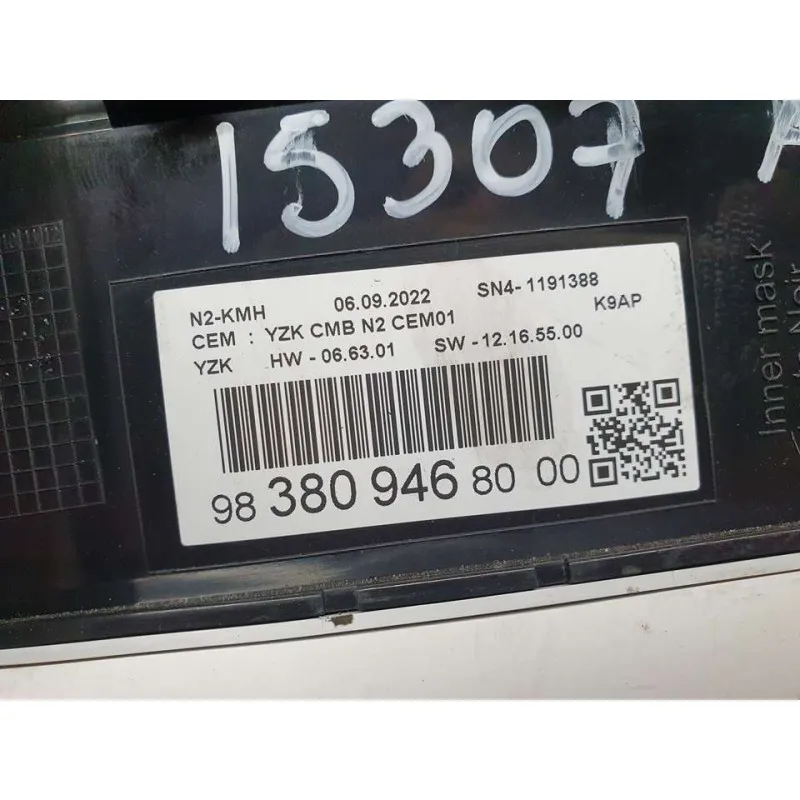 15307
N2-KMH 06.09.2022 SN4-1191388
CEM : YZK CMB N2 CEM01 K9AP
YZK HW - 06.63.01 SW - 12.16.55.00
98 380 946 80 00
Inner mask
Noir